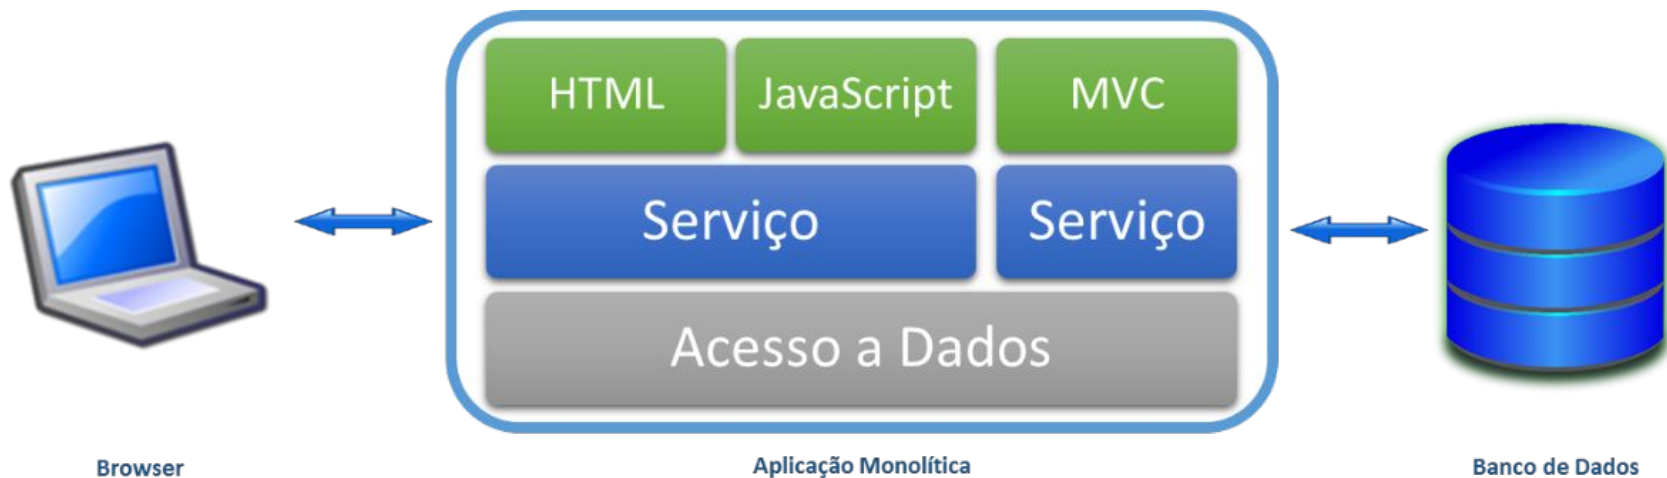 HTML
JavaScript
MVC
Serviço
Serviço
Acesso a Dados
Browser
Aplicação Monolítica
Banco de Dados